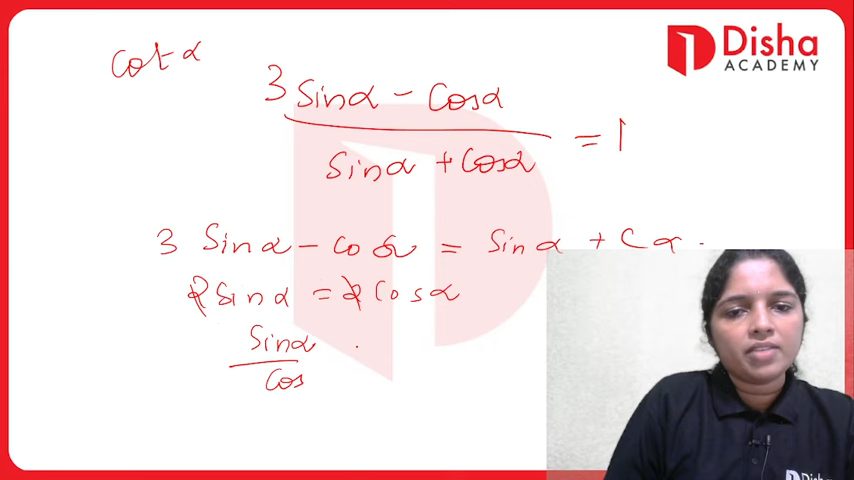 Disha
ACADEMY
cot α
3 sinα − cosα
sinα + cosα
= 1
3 sinα − cosα = sinα + cα
2 sinα = 2 cosα
sinα
cos
Disha